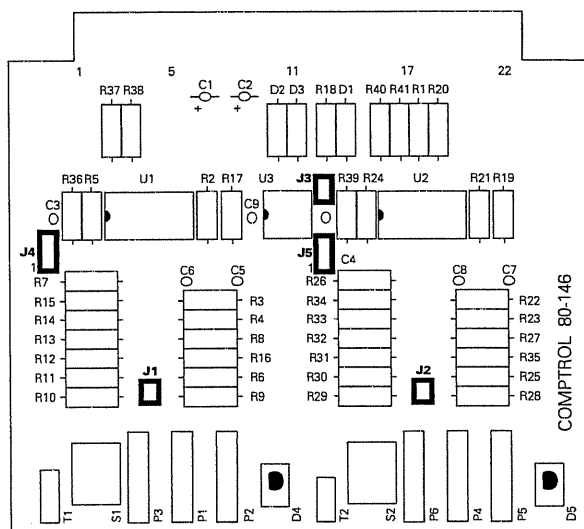 1 5 11 17 22
R37 R38 C1 C2 D2 D3 R18 D1 R40 R41 R1 R20
+ +
R36 R5 U1 R2 R17 U3 J3 R39 R24 U2 R21 R19
C3 C9
J4 J5
1 1 C4
R7 C6 C5 R26 C8 C7
R15 R3 R34 R22
R14 R4 R33 R23
R13 R8 R32 R27
R12 R16 R31 R35
R11 J1 R6 R30 J2 R25
R10 R9 R29 R28
COMPTROL 80-146
T1 S1 P3 P1 P2 D4 T2 S2 P6 P4 P5 D5